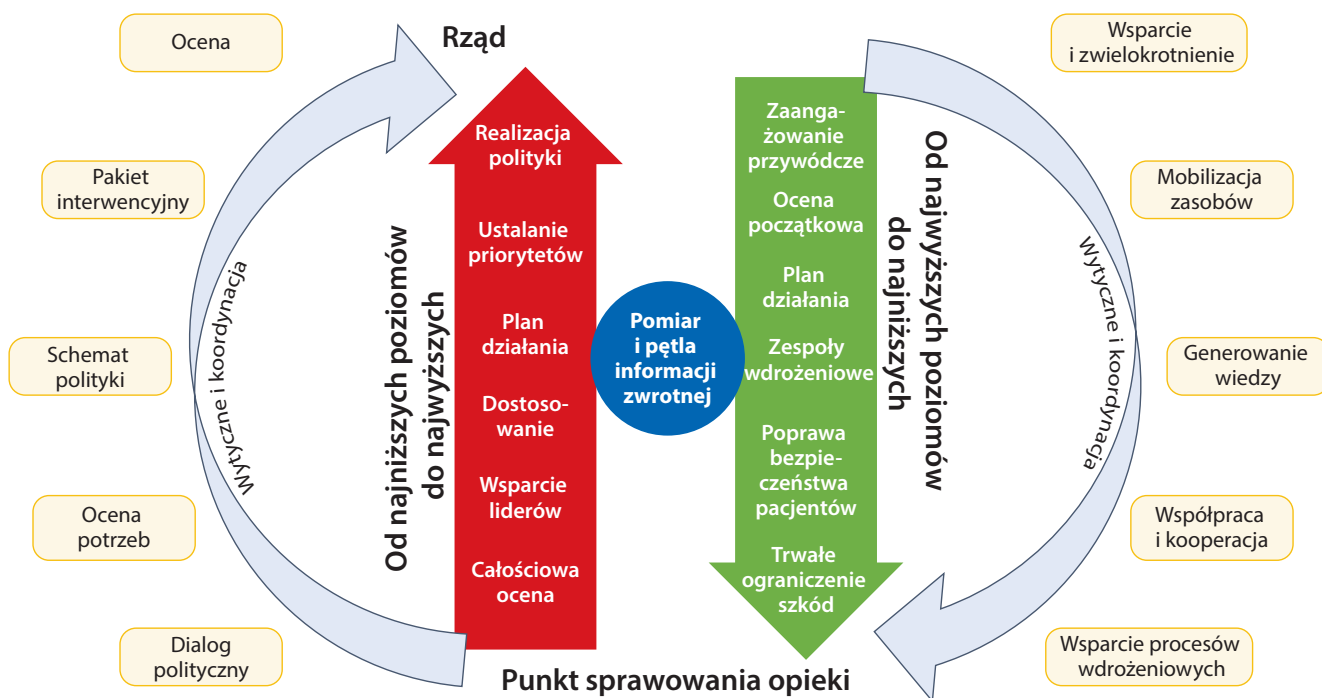 Rząd
Ocena
Pakiet
interwencyjny
Schemat
polityki
Ocena
potrzeb
Dialog
polityczny
Wytyczne i koordynacja
Od najniższych poziomów
do najwyższych
Realizacja
polityki
Ustalanie
priorytetów
Plan
działania
Dostoso-
wanie
Wsparcie
liderów
Całościowa
ocena
Pomiar
i pętla
informacji
zwrotnej
Zaanga-
żowanie
przywódcze
Ocena
początkowa
Plan
działania
Zespoły
wdrożeniowe
Poprawa
bezpie-
czeństwa
pacjentów
Trwałe
ograniczenie
szkód
Od najwyższych poziomów
do najniższych
Wytyczne i koordynacja
Wsparcie
i zwielokrotnienie
Mobilizacja
zasobów
Generowanie
wiedzy
Współpraca
i kooperacja
Wsparcie procesów
wdrożeniowych
Punkt sprawowania opieki